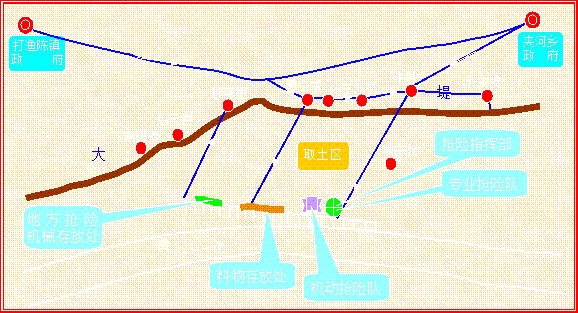 打渔陈镇
政 府
夹河乡
政 府
堤
大
取土区
抢险指挥部
专业抢险队
地方抢险
机械存放处
料物存放处
机动抢险队